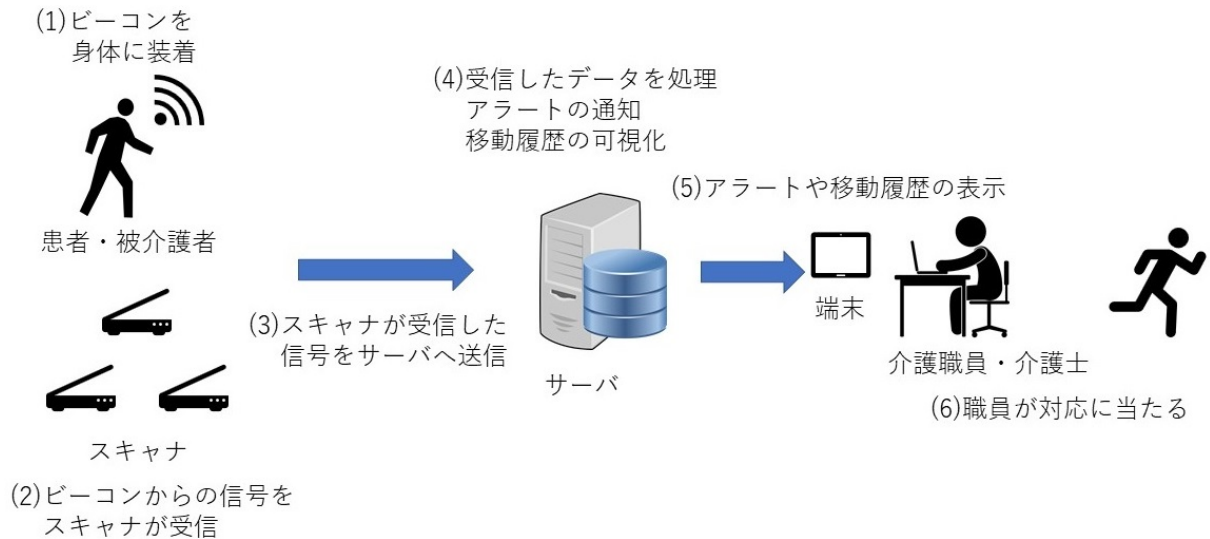 (1)ビーコンを
身体に装着
患者・被介護者
スキャナ
(2)ビーコンからの信号を
スキャナが受信
(3)スキャナが受信した
信号をサーバへ送信
(4)受信したデータを処理
アラートの通知
移動履歴の可視化
サーバ
(5)アラートや移動履歴の表示
端末
介護職員・介護士
(6)職員が対応に当たる